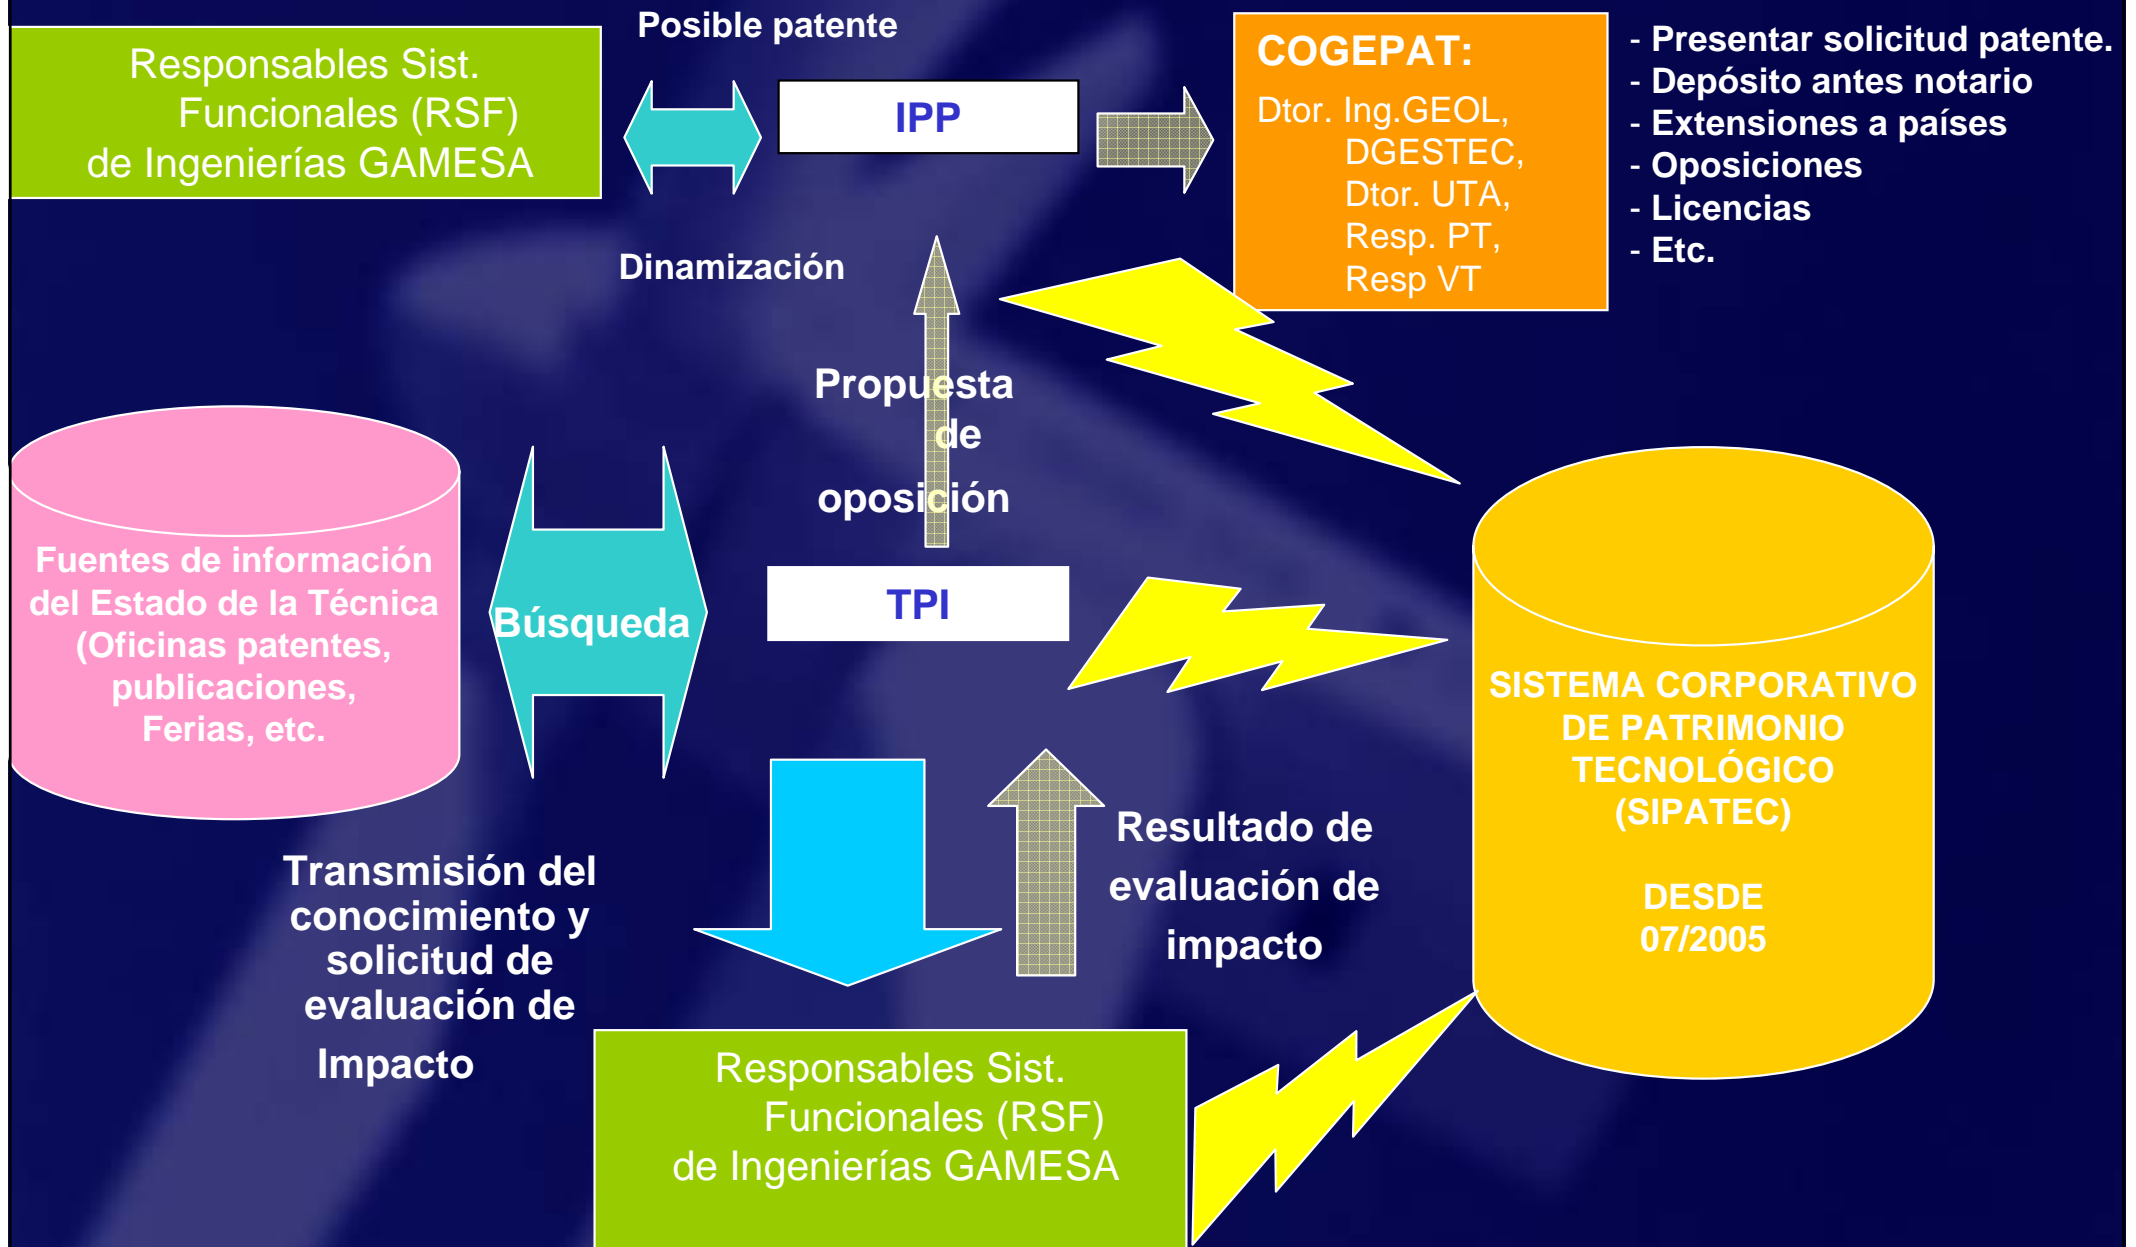 Posible patente
Responsables Sist.
Funcionales (RSF)
de Ingenierías GAMESA
IPP
COGEPAT:
Dtor. Ing.GEOL,
DGESTEC,
Dtor. UTA,
Resp. PT,
Resp VT
- Presentar solicitud patente.
- Depósito antes notario
- Extensiones a países
- Oposiciones
- Licencias
- Etc.
Dinamización
Propuesta
de
oposición
Fuentes de información
del Estado de la Técnica
(Oficinas patentes,
publicaciones,
Ferias, etc.
Búsqueda
TPI
SISTEMA CORPORATIVO
DE PATRIMONIO
TECNOLÓGICO
(SIPATEC)
DESDE
07/2005
Transmisión del
conocimiento y
solicitud de
evaluación de
Impacto
Resultado de
evaluación de
impacto
Responsables Sist.
Funcionales (RSF)
de Ingenierías GAMESA